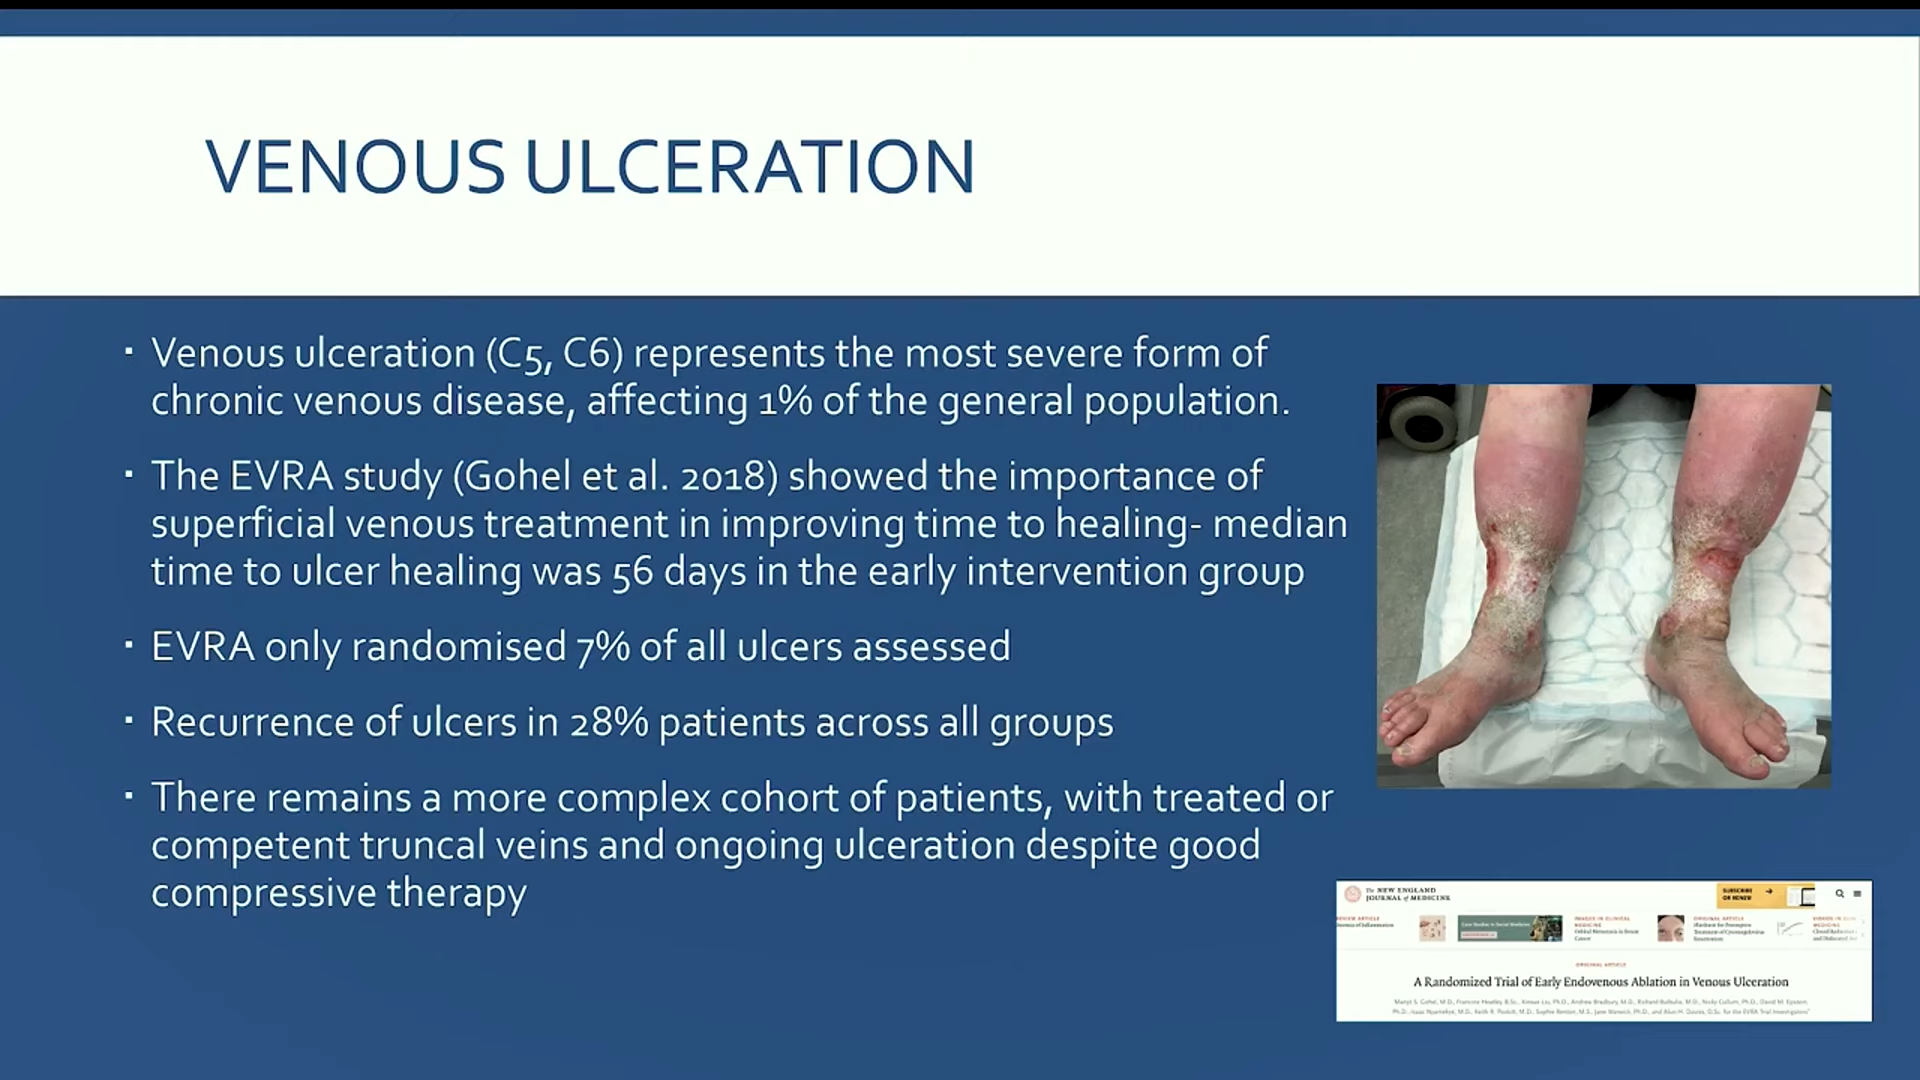 VENOUS ULCERATION
Venous ulceration (C5, C6) represents the most severe form of
chronic venous disease, affecting 1% of the general population.
The EVRA study (Gohel et al. 2018) showed the importance of
superficial venous treatment in improving time to healing- median
time to ulcer healing was 56 days in the early intervention group
EVRA only randomised 7% of all ulcers assessed
Recurrence of ulcers in 28% patients across all groups
There remains a more complex cohort of patients, with treated or
competent truncal veins and ongoing ulceration despite good
compressive therapy
The NEW ENGLAND
JOURNAL of MEDICINE
SUBSCRIBE
OR RENEW
ORIGINAL ARTICLE
A Randomized Trial of Early Endovenous Ablation in Venous Ulceration